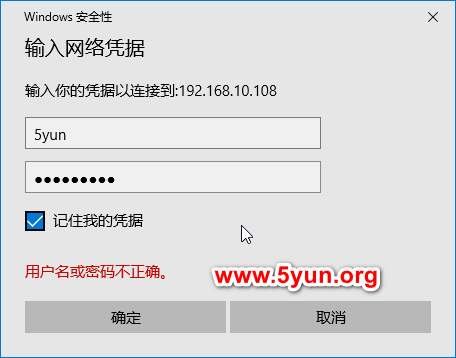 Windows 安全性
输入网络凭据
输入你的凭据以连接到:192.168.10.108
5yun
●●●●●●●●●
记住我的凭据
用户名或密码不正确。
www.5yun.org
确定
取消